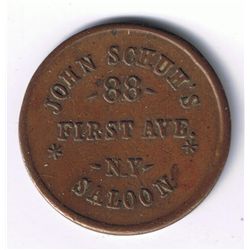 JOHN SCHUH'S
-88-
FIRST AVE.
-N.Y-
SALOON